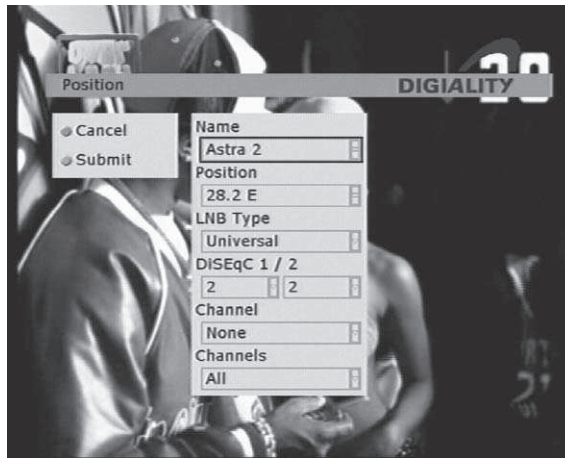 Position
DIGIALITY
20
Cancel
Submit
Name
Astra 2
Position
28.2 E
LNB Type
Universal
DiSEqC 1 / 2
2 2
Channel
None
Channels
All